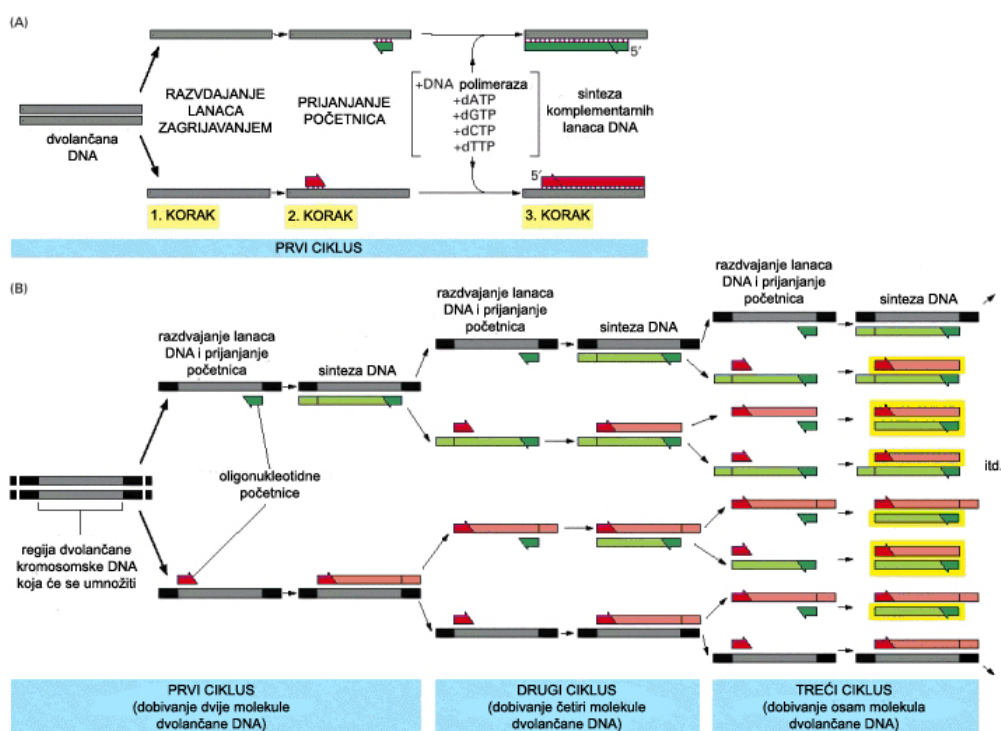 (A)
5′
RAZVDAJANJE
LANACA
ZAGRIJAVANJEM
PRIJANJANJE
POČETNICA
+DNA polimeraza
+dATP
+dGTP
+dCTP
+dTTP
sinteza
komplementarnih
lanaca DNA
dvolančana
DNA
5′
1. KORAK
2. KORAK
3. KORAK
PRVI CIKLUS
(B)
razdvajanje lanaca
DNA i prijanjanje
početnica
sinteza DNA
razdvajanje lanaca
DNA i prijanjanje
početnica
sinteza DNA
razdvajanje lanaca
DNA i prijanjanje
početnica
sinteza DNA
oligonukleotidne
početnice
itd.
regija dvolančane
kromosomske DNA
koja će se umnožiti
PRVI CIKLUS
(dobivanje dvije molekule
dvolančane DNA)
DRUGI CIKLUS
(dobivanje četiri molekule
dvolančane DNA)
TREĆI CIKLUS
(dobivanje osam molekula
dvolančane DNA)